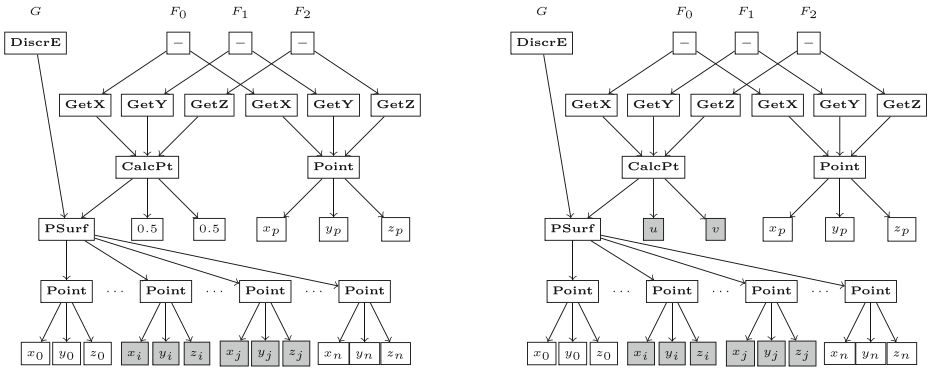 G F₀ F₁ F₂ G F₀ F₁ F₂
DiscrE − − − DiscrE − − −
GetX GetY GetZ GetX GetY GetZ GetX GetY GetZ GetX GetY GetZ
CalcPt Point CalcPt Point
PSurf 0.5 0.5 xₚ yₚ zₚ PSurf u v xₚ yₚ zₚ
Point ··· Point ··· Point ··· Point Point ··· Point ··· Point ··· Point
x₀ y₀ z₀ xᵢ yᵢ zᵢ xⱼ yⱼ zⱼ xₙ yₙ zₙ x₀ y₀ z₀ xᵢ yᵢ zᵢ xⱼ yⱼ zⱼ xₙ yₙ zₙ